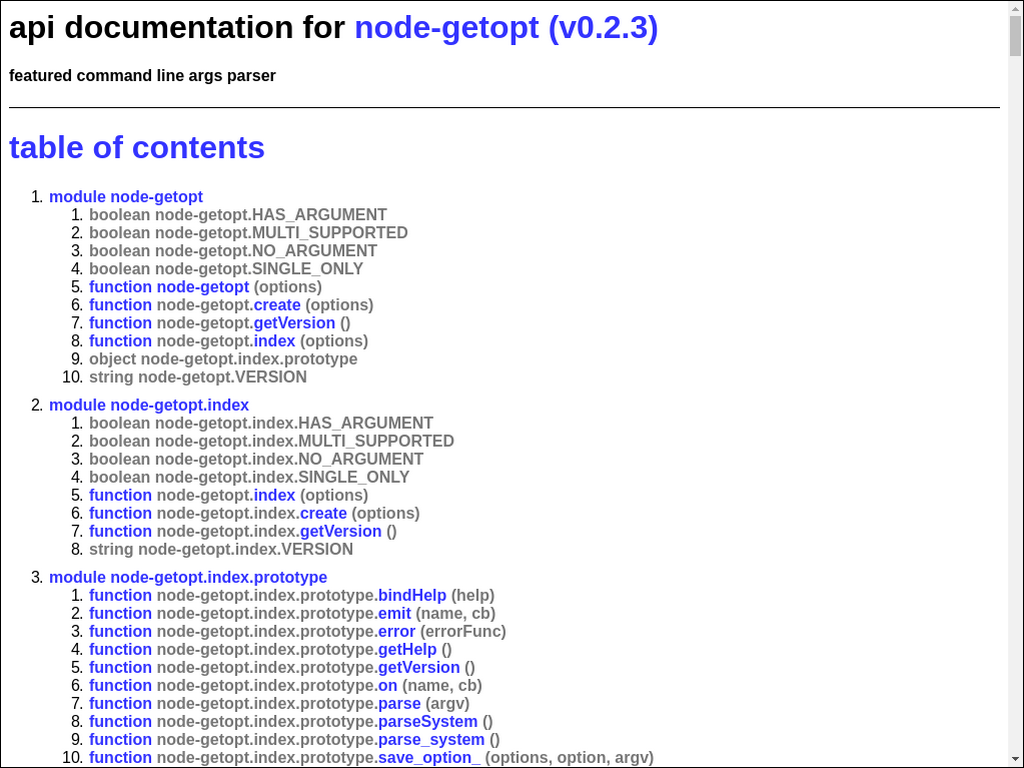 api documentation for node-getopt (v0.2.3)
featured command line args parser
table of contents
1. module node-getopt
1. boolean node-getopt.HAS_ARGUMENT
2. boolean node-getopt.MULTI_SUPPORTED
3. boolean node-getopt.NO_ARGUMENT
4. boolean node-getopt.SINGLE_ONLY
5. function node-getopt (options)
6. function node-getopt.create (options)
7. function node-getopt.getVersion ()
8. function node-getopt.index (options)
9. object node-getopt.index.prototype
10. string node-getopt.VERSION
2. module node-getopt.index
1. boolean node-getopt.index.HAS_ARGUMENT
2. boolean node-getopt.index.MULTI_SUPPORTED
3. boolean node-getopt.index.NO_ARGUMENT
4. boolean node-getopt.index.SINGLE_ONLY
5. function node-getopt.index (options)
6. function node-getopt.index.create (options)
7. function node-getopt.index.getVersion ()
8. string node-getopt.index.VERSION
3. module node-getopt.index.prototype
1. function node-getopt.index.prototype.bindHelp (help)
2. function node-getopt.index.prototype.emit (name, cb)
3. function node-getopt.index.prototype.error (errorFunc)
4. function node-getopt.index.prototype.getHelp ()
5. function node-getopt.index.prototype.getVersion ()
6. function node-getopt.index.prototype.on (name, cb)
7. function node-getopt.index.prototype.parse (argv)
8. function node-getopt.index.prototype.parseSystem ()
9. function node-getopt.index.prototype.parse_system ()
10. function node-getopt.index.prototype.save_option_ (options, option, argv)